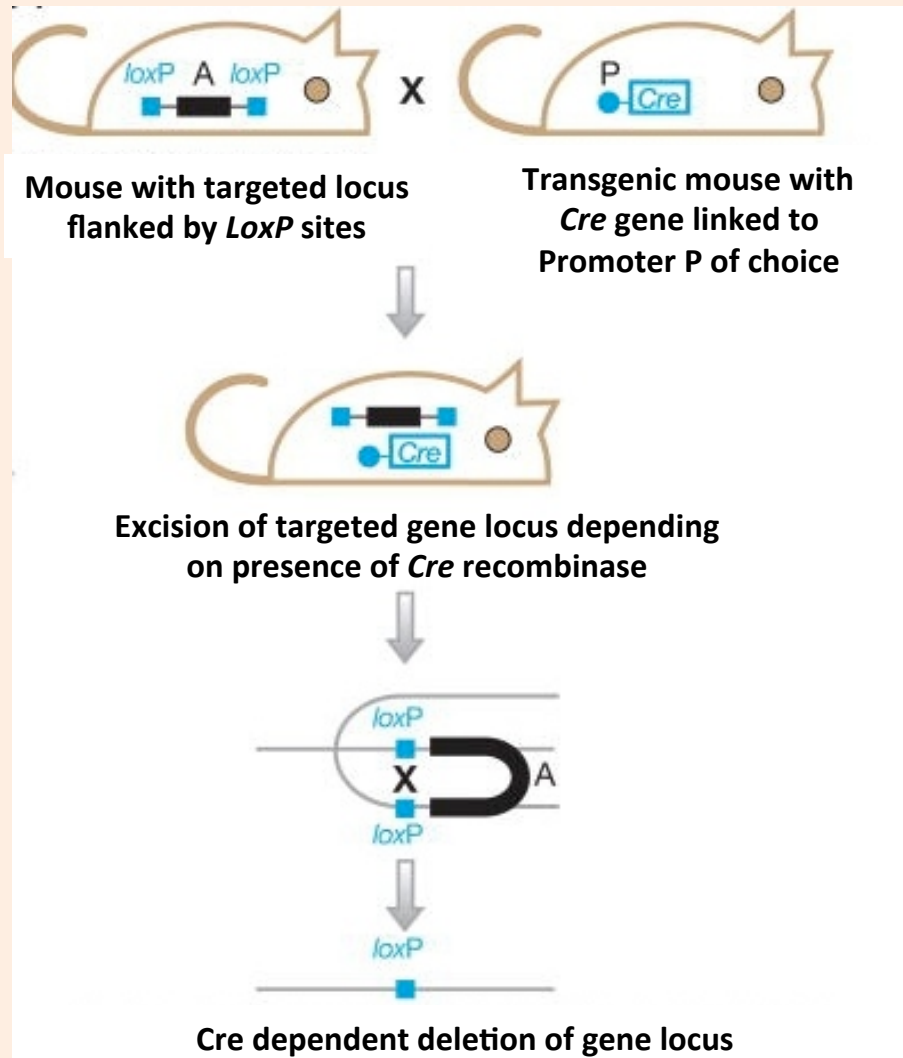 loxP A loxP
X
P
Cre
Mouse with targeted locus
flanked by LoxP sites
Transgenic mouse with
Cre gene linked to
Promoter P of choice
Cre
Excision of targeted gene locus depending
on presence of Cre recombinase
loxP
X
A
loxP
loxP
Cre dependent deletion of gene locus